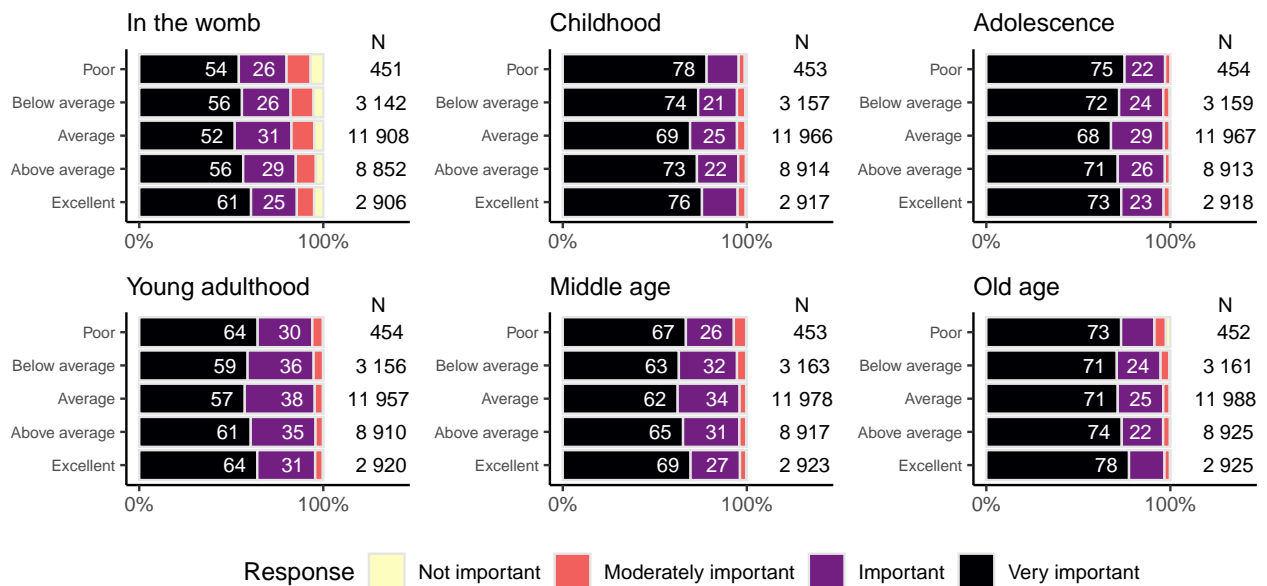 In the womb
N
Poor 54 26 451
Below average 56 26 3 142
Average 52 31 11 908
Above average 56 29 8 852
Excellent 61 25 2 906
0% 100%
Childhood
N
Poor 78 453
Below average 74 21 3 157
Average 69 25 11 966
Above average 73 22 8 914
Excellent 76 2 917
0% 100%
Adolescence
N
Poor 75 22 454
Below average 72 24 3 159
Average 68 29 11 967
Above average 71 26 8 913
Excellent 73 23 2 918
0% 100%
Young adulthood
N
Poor 64 30 454
Below average 59 36 3 156
Average 57 38 11 957
Above average 61 35 8 910
Excellent 64 31 2 920
0% 100%
Middle age
N
Poor 67 26 453
Below average 63 32 3 163
Average 62 34 11 978
Above average 65 31 8 917
Excellent 69 27 2 923
0% 100%
Old age
N
Poor 73 452
Below average 71 24 3 161
Average 71 25 11 988
Above average 74 22 8 925
Excellent 78 2 925
0% 100%
Response Not important Moderately important Important Very important